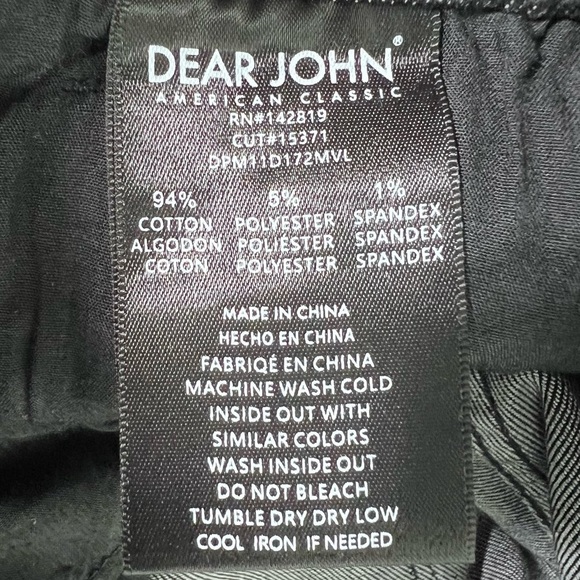 DEAR JOHN®
AMERICAN CLASSIC
RN#142819
CUT#15371
DPM11D172MVL
94% 5% 1%
COTTON POLYESTER SPANDEX
ALGODON POLIESTER SPANDEX
COTON POLYESTER SPANDEX
MADE IN CHINA
HECHO EN CHINA
FABRIQÉ EN CHINA
MACHINE WASH COLD
INSIDE OUT WITH
SIMILAR COLORS
WASH INSIDE OUT
DO NOT BLEACH
TUMBLE DRY DRY LOW
COOL IRON IF NEEDED